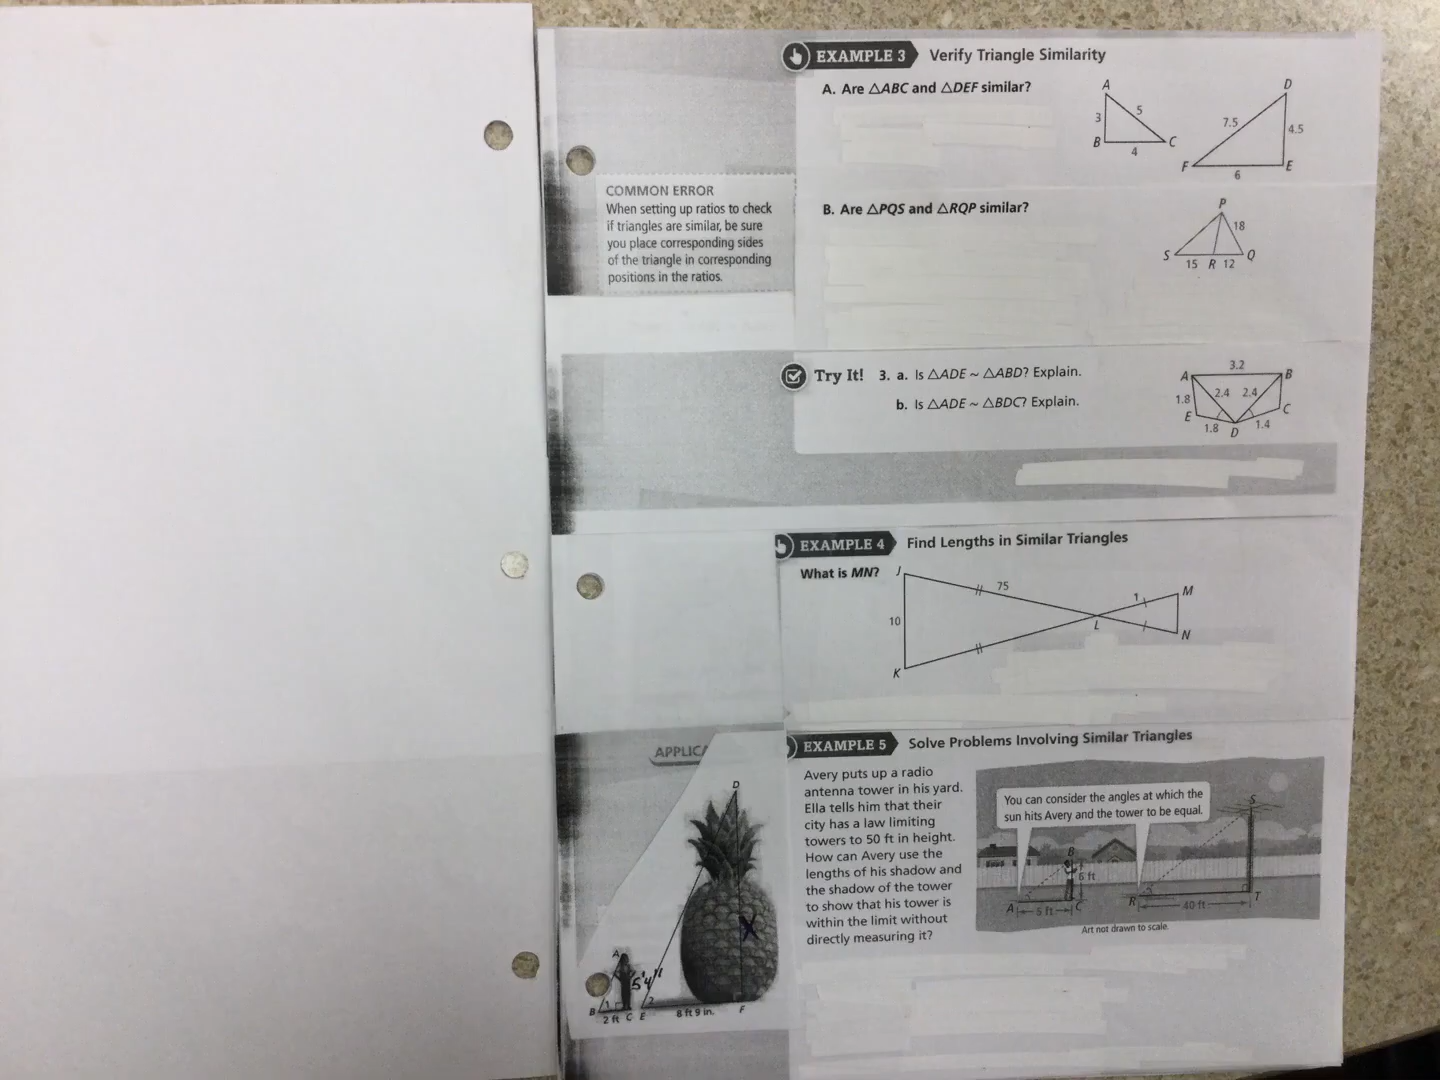 EXAMPLE 3 Verify Triangle Similarity
A. Are △ABC and △DEF similar?
A
3
5
B
4
C
D
7.5
4.5
F
6
E
COMMON ERROR
When setting up ratios to check
if triangles are similar, be sure
you place corresponding sides
of the triangle in corresponding
positions in the ratios.
B. Are △PQS and △RQP similar?
P
18
S
15 R 12
Q
Try It! 3. a. Is △ADE ~ △ABD? Explain.
b. Is △ADE ~ △BDC? Explain.
3.2
A
B
1.8
2.4 2.4
E
C
1.8 D 1.4
EXAMPLE 4 Find Lengths in Similar Triangles
What is MN?
J
75
1
M
10
L
N
K
APPLICA
EXAMPLE 5 Solve Problems Involving Similar Triangles
Avery puts up a radio
antenna tower in his yard.
Ella tells him that their
city has a law limiting
towers to 50 ft in height.
How can Avery use the
lengths of his shadow and
the shadow of the tower
to show that his tower is
within the limit without
directly measuring it?
You can consider the angles at which the
sun hits Avery and the tower to be equal.
S
B
6 ft
A 5 ft C
R 40 ft T
Art not drawn to scale.
D
X
A
5'4"
B 1
2 ft C E
2
8 ft 9 in. F